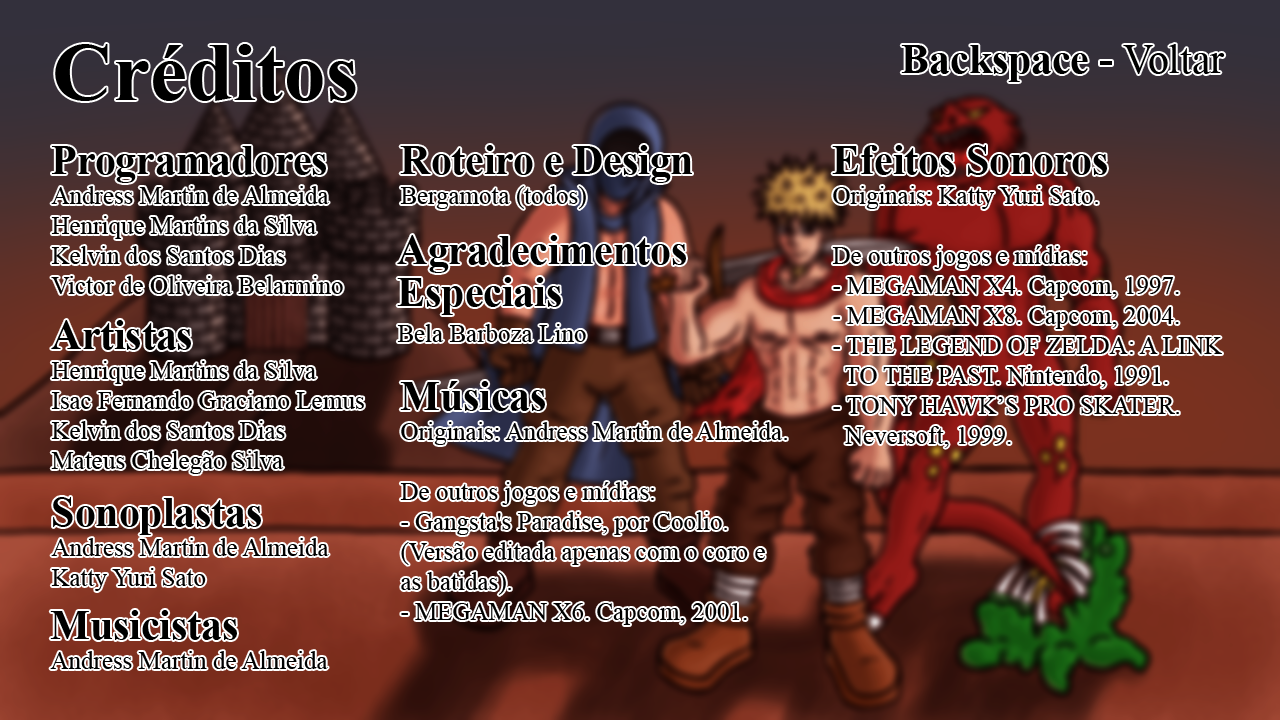 Créditos
Backspace - Voltar
Programadores
Andress Martin de Almeida
Henrique Martins da Silva
Kelvin dos Santos Dias
Victor de Oliveira Belarmino
Artistas
Henrique Martins da Silva
Isac Fernando Graciano Lemus
Kelvin dos Santos Dias
Mateus Chelegão Silva
Sonoplastas
Andress Martin de Almeida
Katty Yuri Sato
Musicistas
Andress Martin de Almeida
Roteiro e Design
Bergamota (todos)
Agradecimentos
Especiais
Bela Barboza Lino
Músicas
Originais: Andress Martin de Almeida.
De outros jogos e mídias:
- Gangsta's Paradise, por Coolio.
(Versão editada apenas com o coro e
as batidas).
- MEGAMAN X6. Capcom, 2001.
Efeitos Sonoros
Originais: Katty Yuri Sato.
De outros jogos e mídias:
- MEGAMAN X4. Capcom, 1997.
- MEGAMAN X8. Capcom, 2004.
- THE LEGEND OF ZELDA: A LINK
TO THE PAST. Nintendo, 1991.
- TONY HAWK’S PRO SKATER.
Neversoft, 1999.